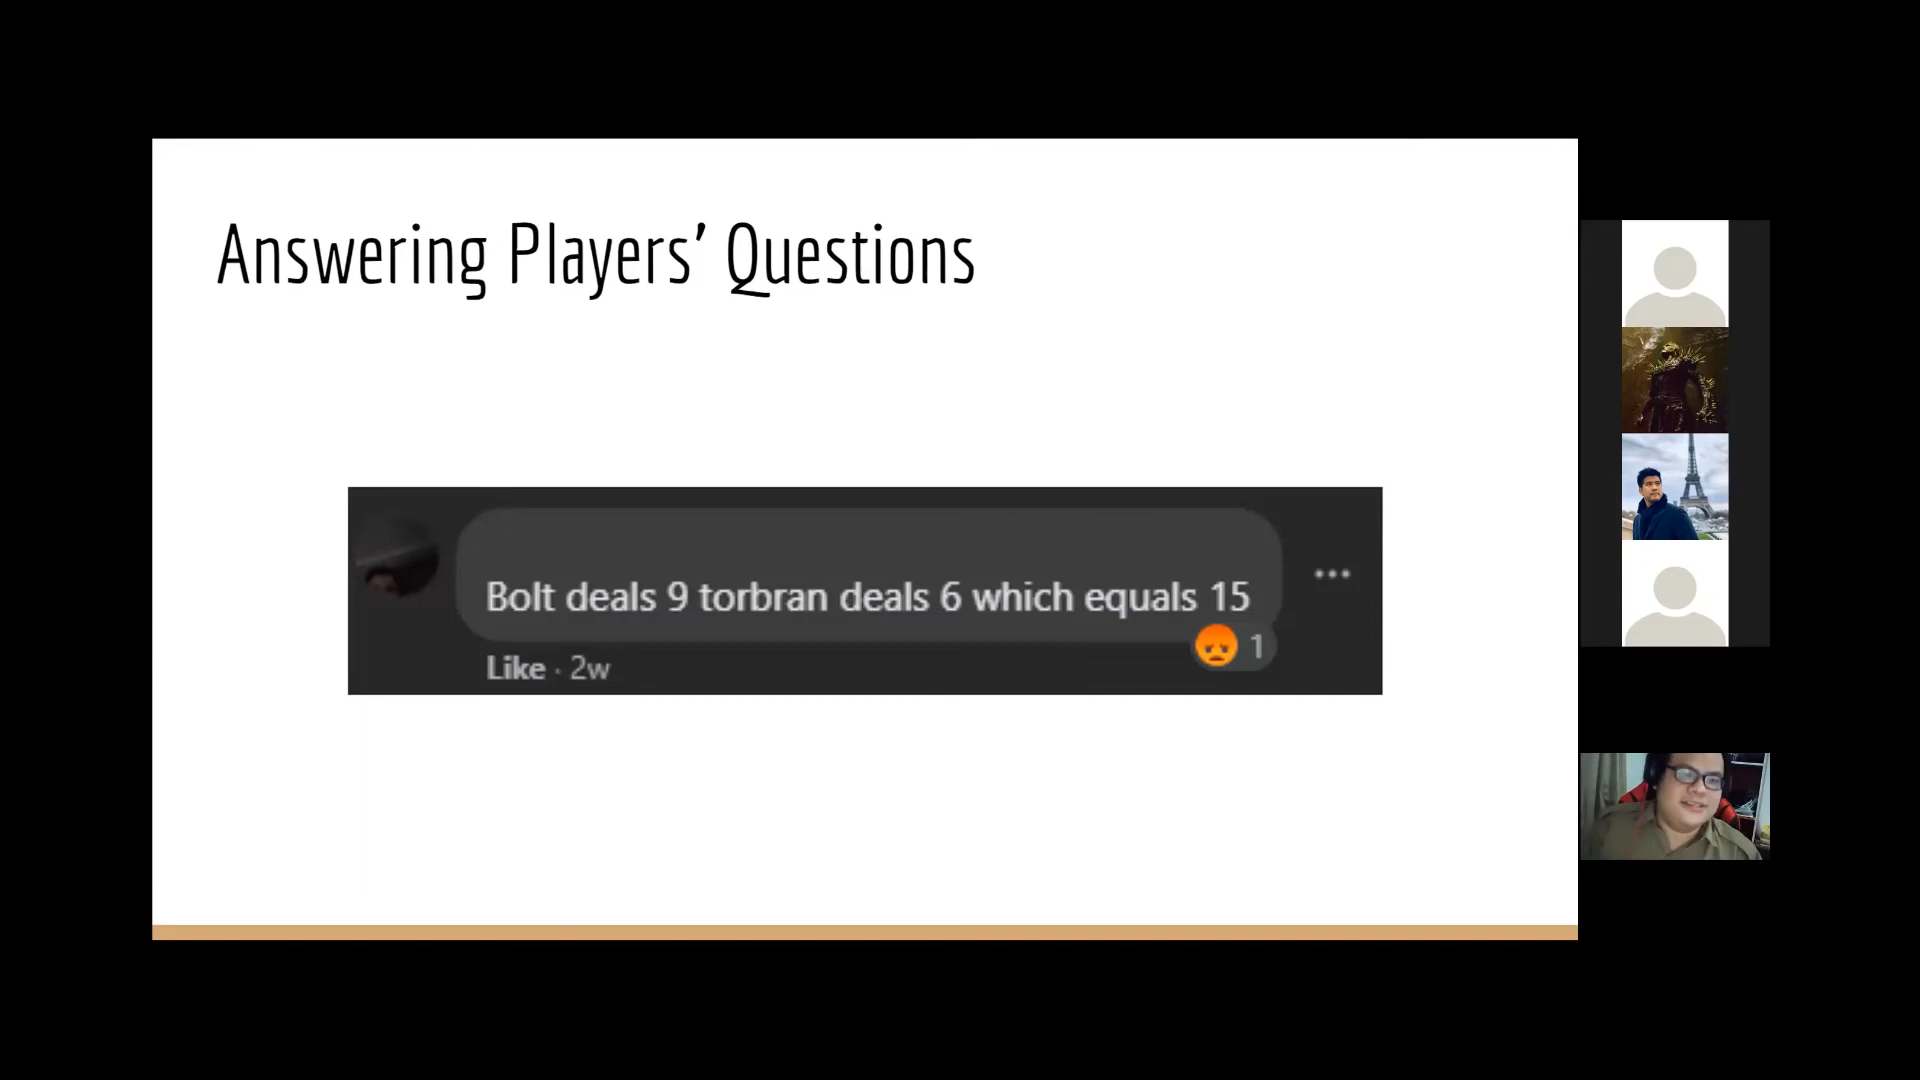 Answering Players’ Questions
Bolt deals 9 torbran deals 6 which equals 15
1
Like · 2w